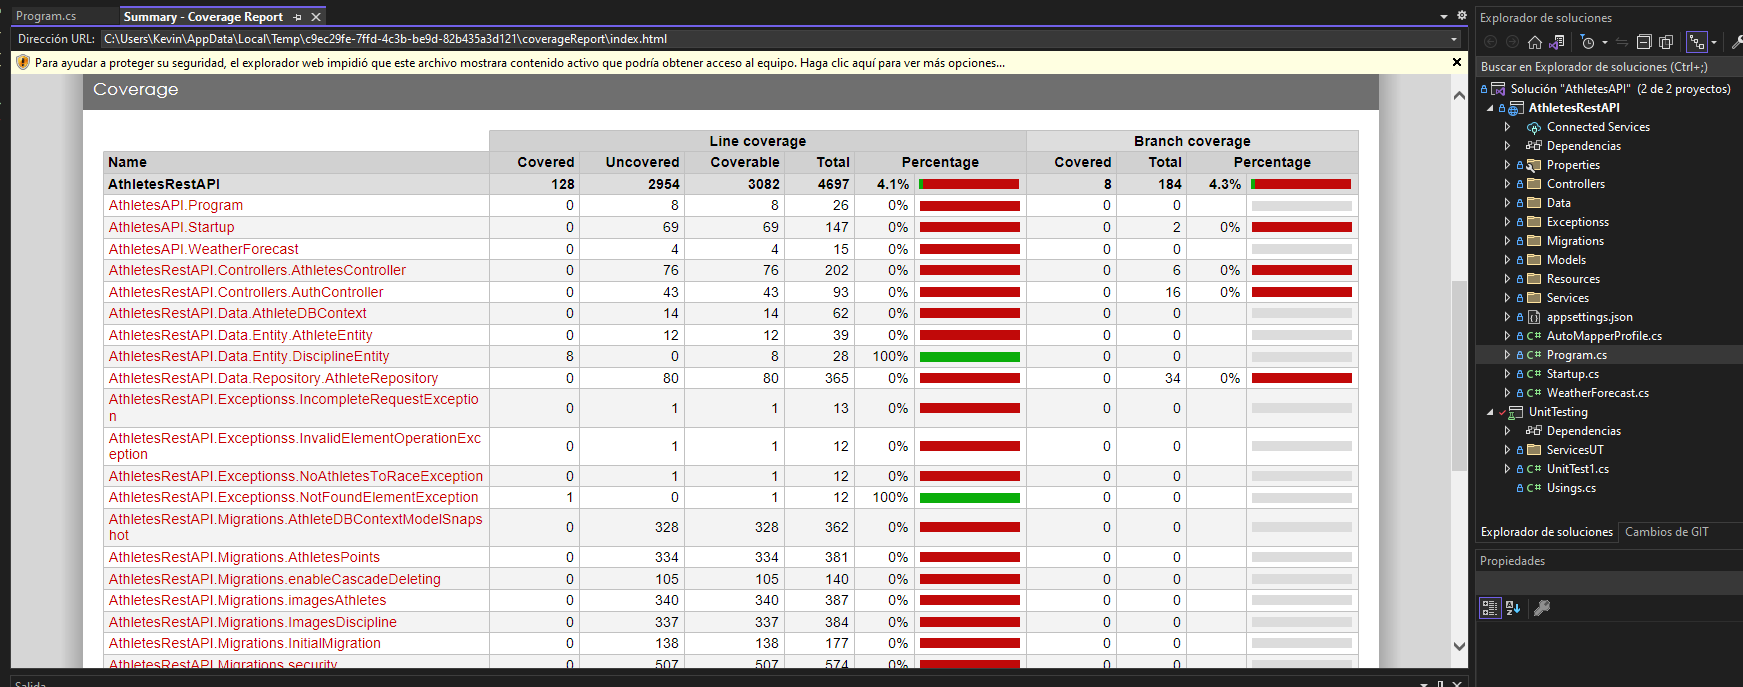 Program.cs
Summary - Coverage Report
Dirección URL: C:\Users\Kevin\AppData\Local\Temp\c9ec29fe-7ffd-4c3b-be9d-82b435a3d121\coverageReport\index.html
Para ayudar a proteger su seguridad, el explorador web impidió que este archivo mostrara contenido activo que podría obtener acceso al equipo. Haga clic aquí para ver más opciones...
Coverage
Line coverage Branch coverage
Name Covered Uncovered Coverable Total Percentage Covered Total Percentage
AthletesRestAPI 128 2954 3082 4697 4.1% 8 184 4.3%
AthletesAPI.Program 0 8 8 26 0% 0 0
AthletesAPI.Startup 0 69 69 147 0% 0 2 0%
AthletesAPI.WeatherForecast 0 4 4 15 0% 0 0
AthletesRestAPI.Controllers.AthletesController 0 76 76 202 0% 0 6 0%
AthletesRestAPI.Controllers.AuthController 0 43 43 93 0% 0 16 0%
AthletesRestAPI.Data.AthleteDBContext 0 14 14 62 0% 0 0
AthletesRestAPI.Data.Entity.AthleteEntity 0 12 12 39 0% 0 0
AthletesRestAPI.Data.Entity.DisciplineEntity 8 0 8 28 100% 0 0
AthletesRestAPI.Data.Repository.AthleteRepository 0 80 80 365 0% 0 34 0%
AthletesRestAPI.Exceptionss.IncompleteRequestExceptio
n 0 1 1 13 0% 0 0
AthletesRestAPI.Exceptionss.InvalidElementOperationExc
eption 0 1 1 12 0% 0 0
AthletesRestAPI.Exceptionss.NoAthletesToRaceException 0 1 1 12 0% 0 0
AthletesRestAPI.Exceptionss.NotFoundElementException 1 0 1 12 100% 0 0
AthletesRestAPI.Migrations.AthleteDBContextModelSnaps
hot 0 328 328 362 0% 0 0
AthletesRestAPI.Migrations.AthletesPoints 0 334 334 381 0% 0 0
AthletesRestAPI.Migrations.enableCascadeDeleting 0 105 105 140 0% 0 0
AthletesRestAPI.Migrations.imagesAthletes 0 340 340 387 0% 0 0
AthletesRestAPI.Migrations.ImagesDiscipline 0 337 337 384 0% 0 0
AthletesRestAPI.Migrations.InitialMigration 0 138 138 177 0% 0 0
AthletesRestAPI.Migrations.security 0 507 507 574 0% 0 0
Salida
Explorador de soluciones
Buscar en Explorador de soluciones (Ctrl+;)
Solución "AthletesAPI" (2 de 2 proyectos)
AthletesRestAPI
Connected Services
Dependencias
Properties
Controllers
Data
Exceptionss
Migrations
Models
Resources
Services
appsettings.json
C# AutoMapperProfile.cs
C# Program.cs
C# Startup.cs
C# WeatherForecast.cs
UnitTesting
Dependencias
ServicesUT
C# UnitTest1.cs
C# Usings.cs
Explorador de soluciones Cambios de GIT
Propiedades